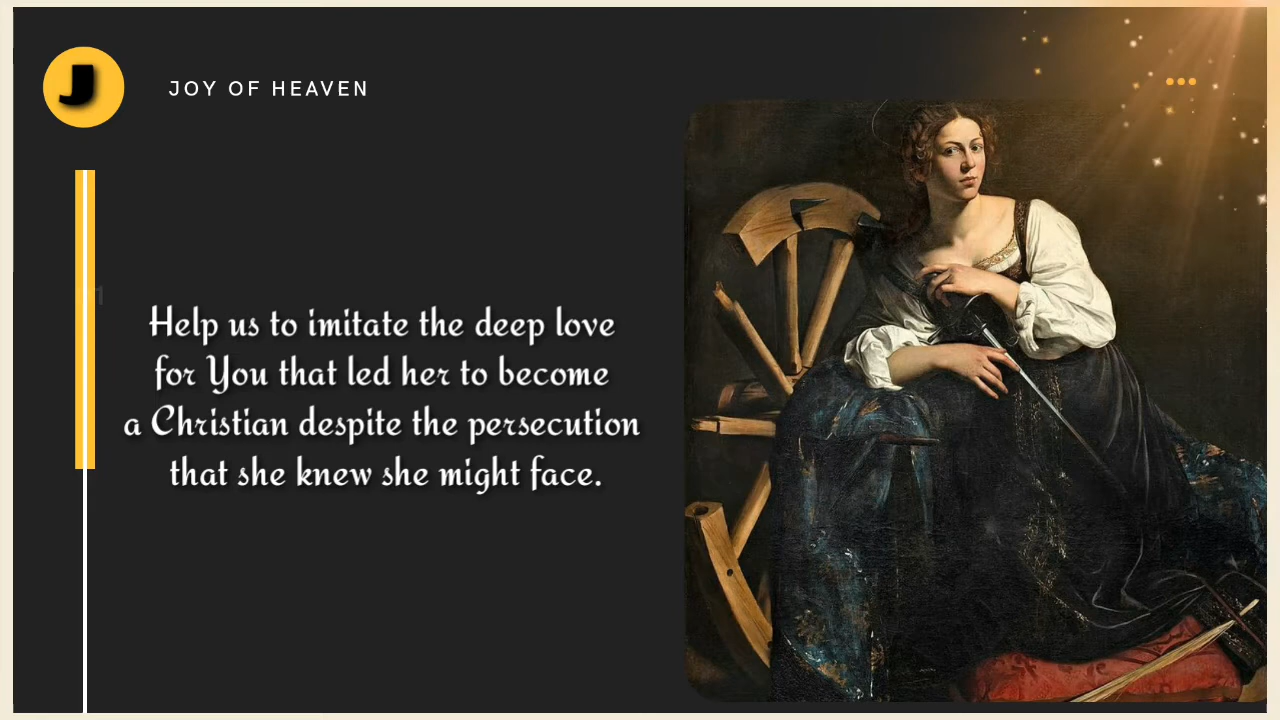 J
JOY OF HEAVEN
Help us to imitate the deep love
for You that led her to become
a Christian despite the persecution
that she knew she might face.